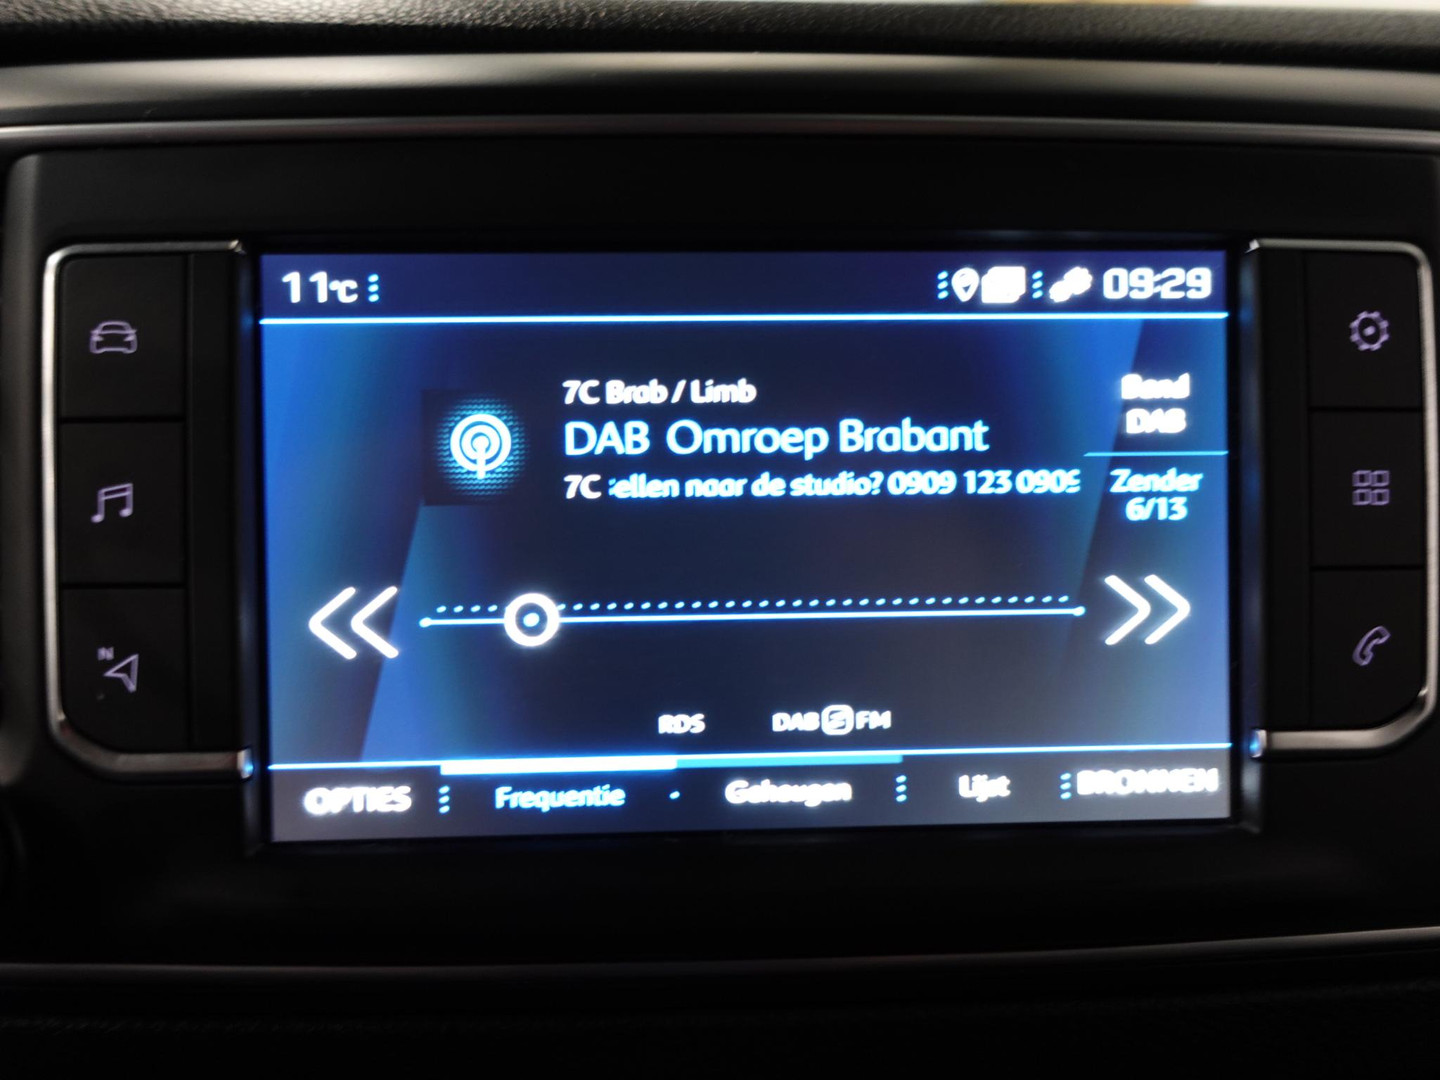 11°C 09:29
7C Brab / Limb
DAB Omroep Brabant
7C ellen naar de studio? 0909 123 0909
Band
DAB
Zender
6/13
RDS DAB FM
OPTIES Frequentie Geheugen Lijst BRONNEN
N